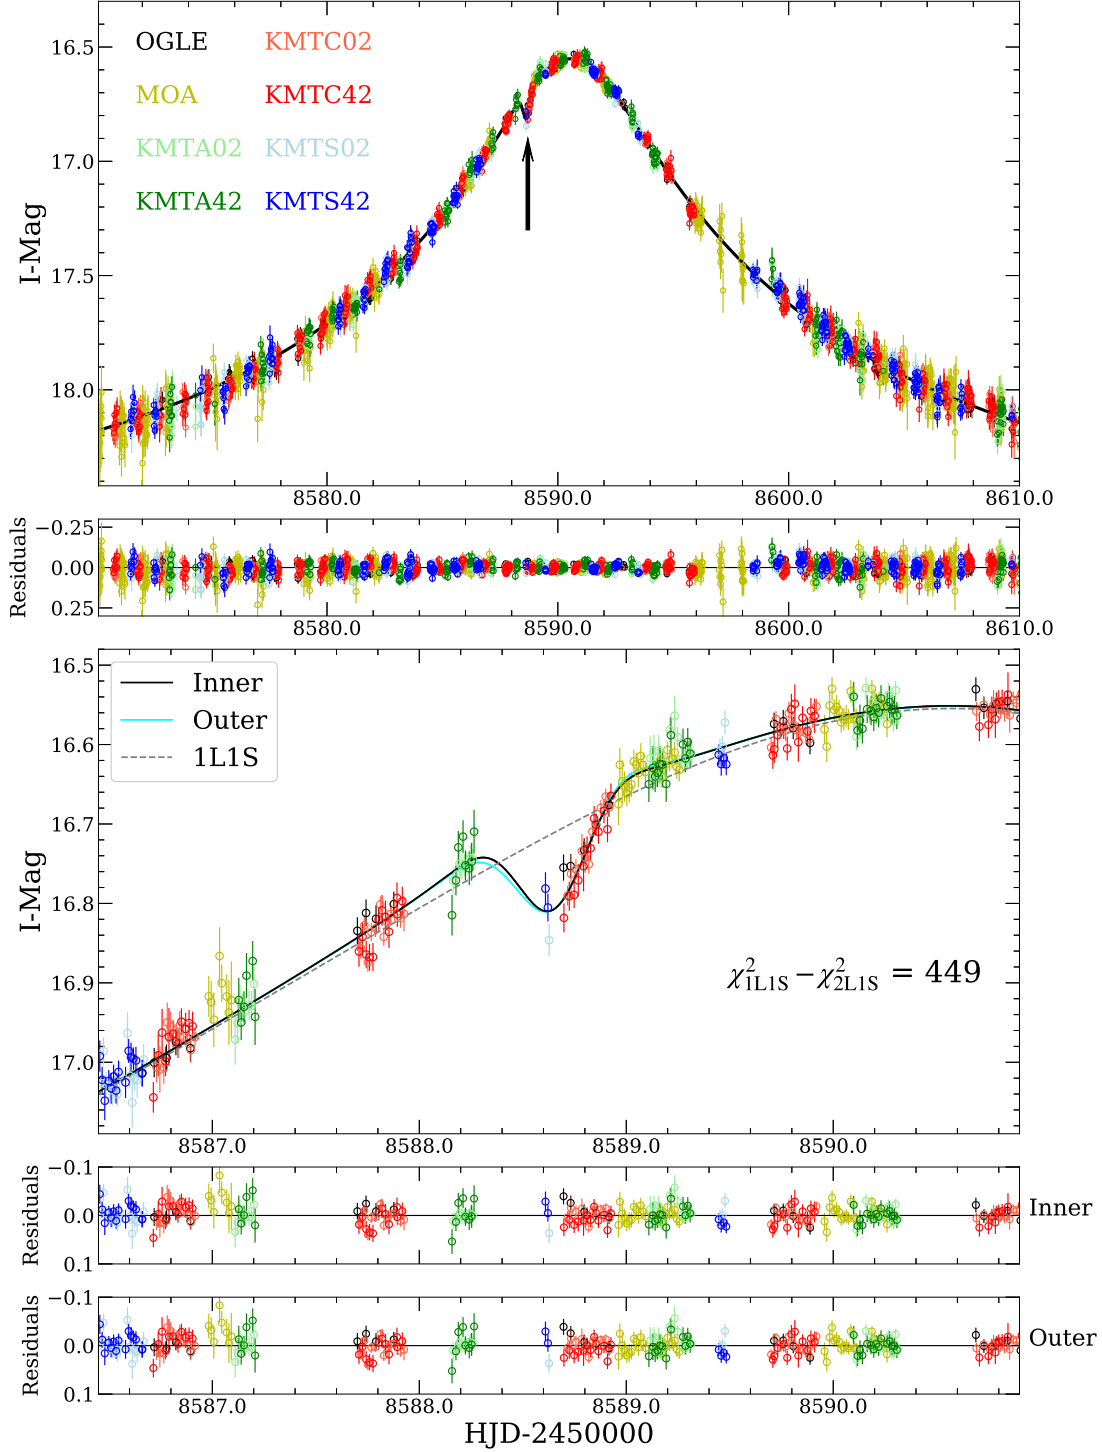 OGLE KMTC02
MOA KMTC42
KMTA02 KMTS02
KMTA42 KMTS42
I-Mag
16.5
17.0
17.5
18.0
8580.0 8590.0 8600.0 8610.0
Residuals
−0.25
0.00
0.25
8580.0 8590.0 8600.0 8610.0
Inner
Outer
1L1S
I-Mag
16.5
16.6
16.7
16.8
16.9
17.0
χ²1L1S − χ²2L1S = 449
8587.0 8588.0 8589.0 8590.0
Residuals
−0.1
0.0
0.1
Inner
Residuals
−0.1
0.0
0.1
Outer
8587.0 8588.0 8589.0 8590.0
HJD-2450000